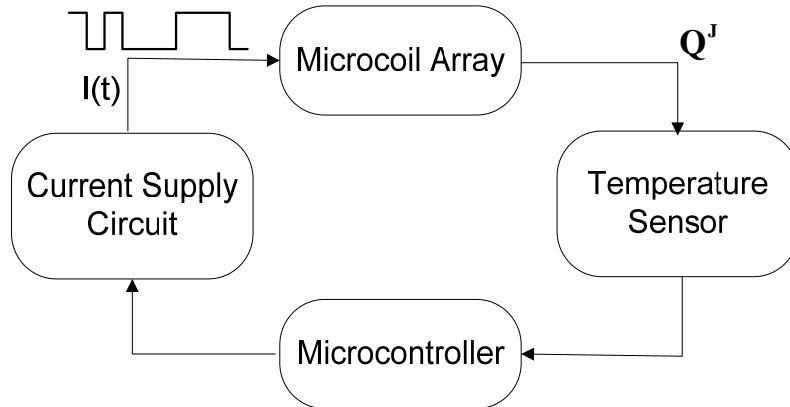 Microcoil Array
Q^J
I(t)
Current Supply
Circuit
Temperature
Sensor
Microcontroller